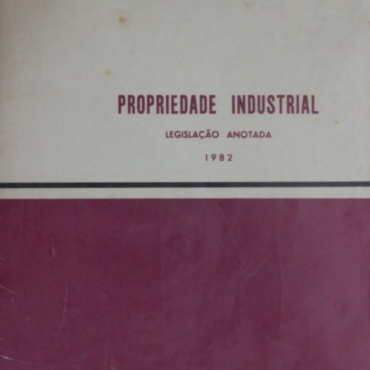 PROPRIEDADE INDUSTRIAL
LEGISLAÇÃO ANOTADA
1982